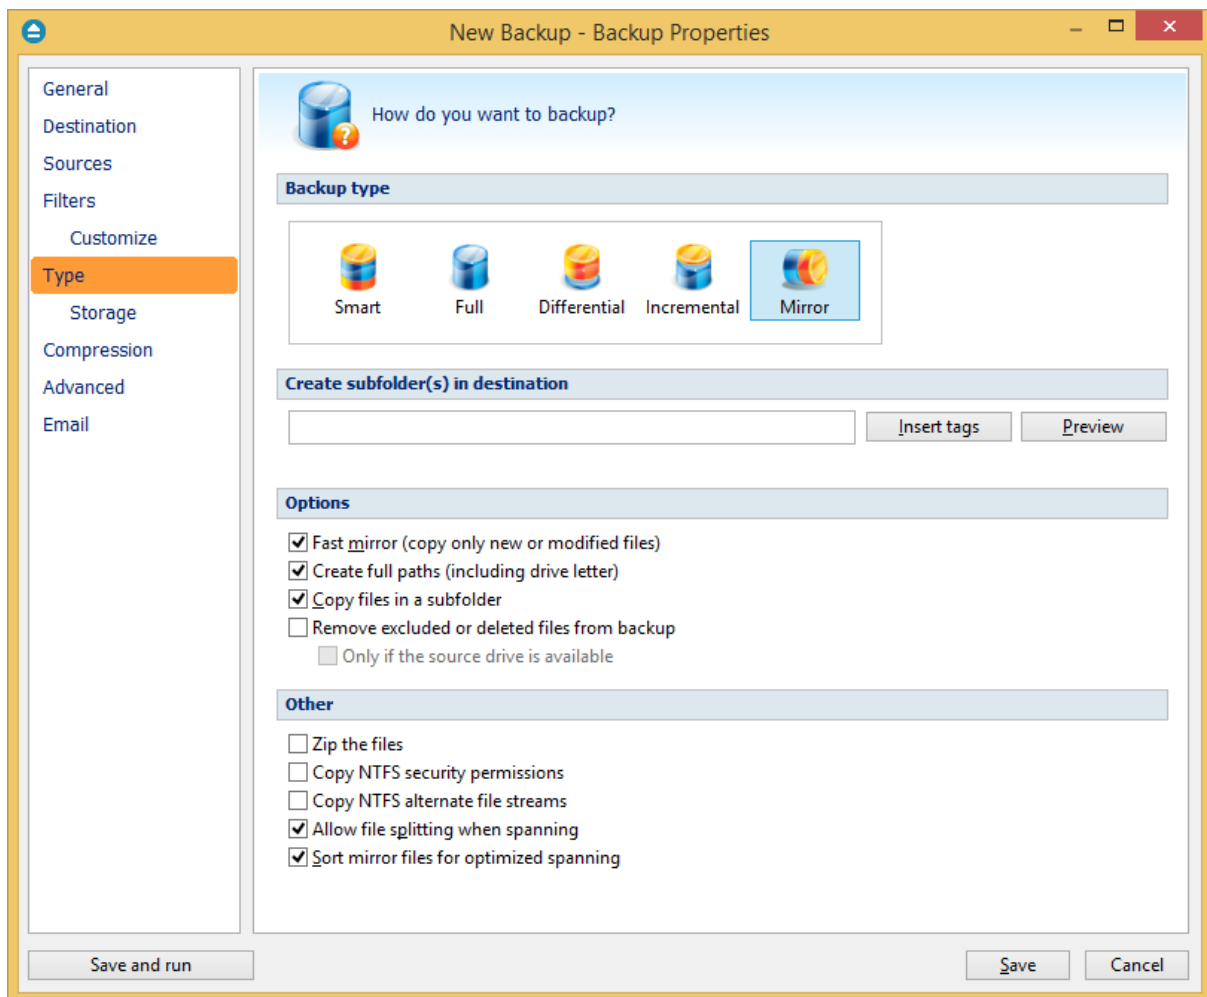 New Backup - Backup Properties
General
Destination
Sources
Filters
Customize
Type
Storage
Compression
Advanced
Email
How do you want to backup?
Backup type
Smart Full Differential Incremental Mirror
Create subfolder(s) in destination
Insert tags Preview
Options
Fast mirror (copy only new or modified files)
Create full paths (including drive letter)
Copy files in a subfolder
Remove excluded or deleted files from backup
Only if the source drive is available
Other
Zip the files
Copy NTFS security permissions
Copy NTFS alternate file streams
Allow file splitting when spanning
Sort mirror files for optimized spanning
Save and run Save Cancel